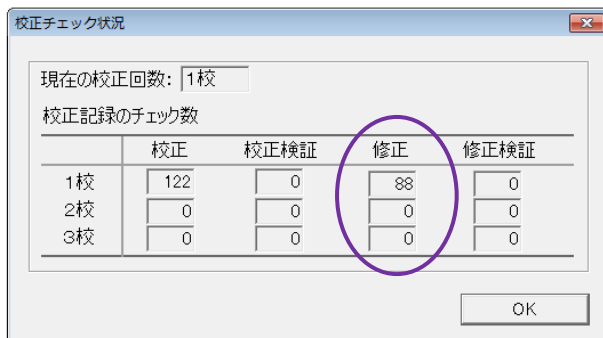 校正チェック状況
現在の校正回数: 1校
校正記録のチェック数
校正 校正検証 修正 修正検証
1校 122 0 88 0
2校 0 0 0 0
3校 0 0 0 0
OK